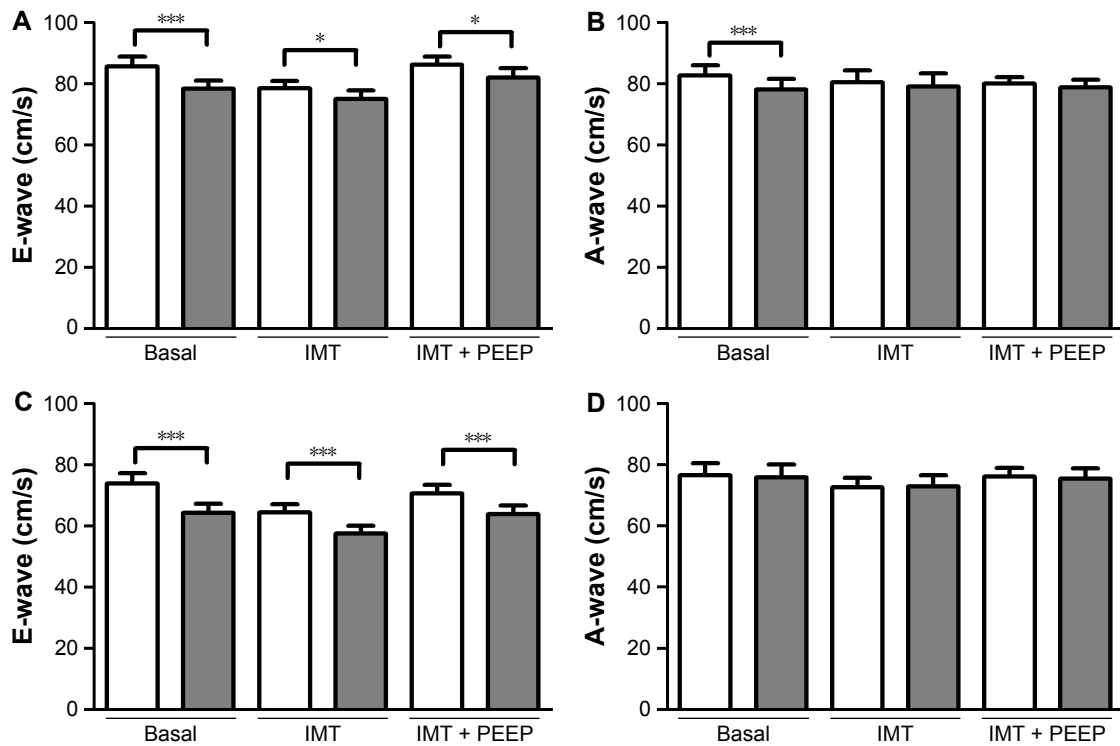 A
E-wave (cm/s)
100
80
60
40
20
0
***
*
*
Basal
IMT
IMT + PEEP
B
A-wave (cm/s)
100
80
60
40
20
0
***
Basal
IMT
IMT + PEEP
C
E-wave (cm/s)
100
80
60
40
20
0
***
***
***
Basal
IMT
IMT + PEEP
D
A-wave (cm/s)
100
80
60
40
20
0
Basal
IMT
IMT + PEEP